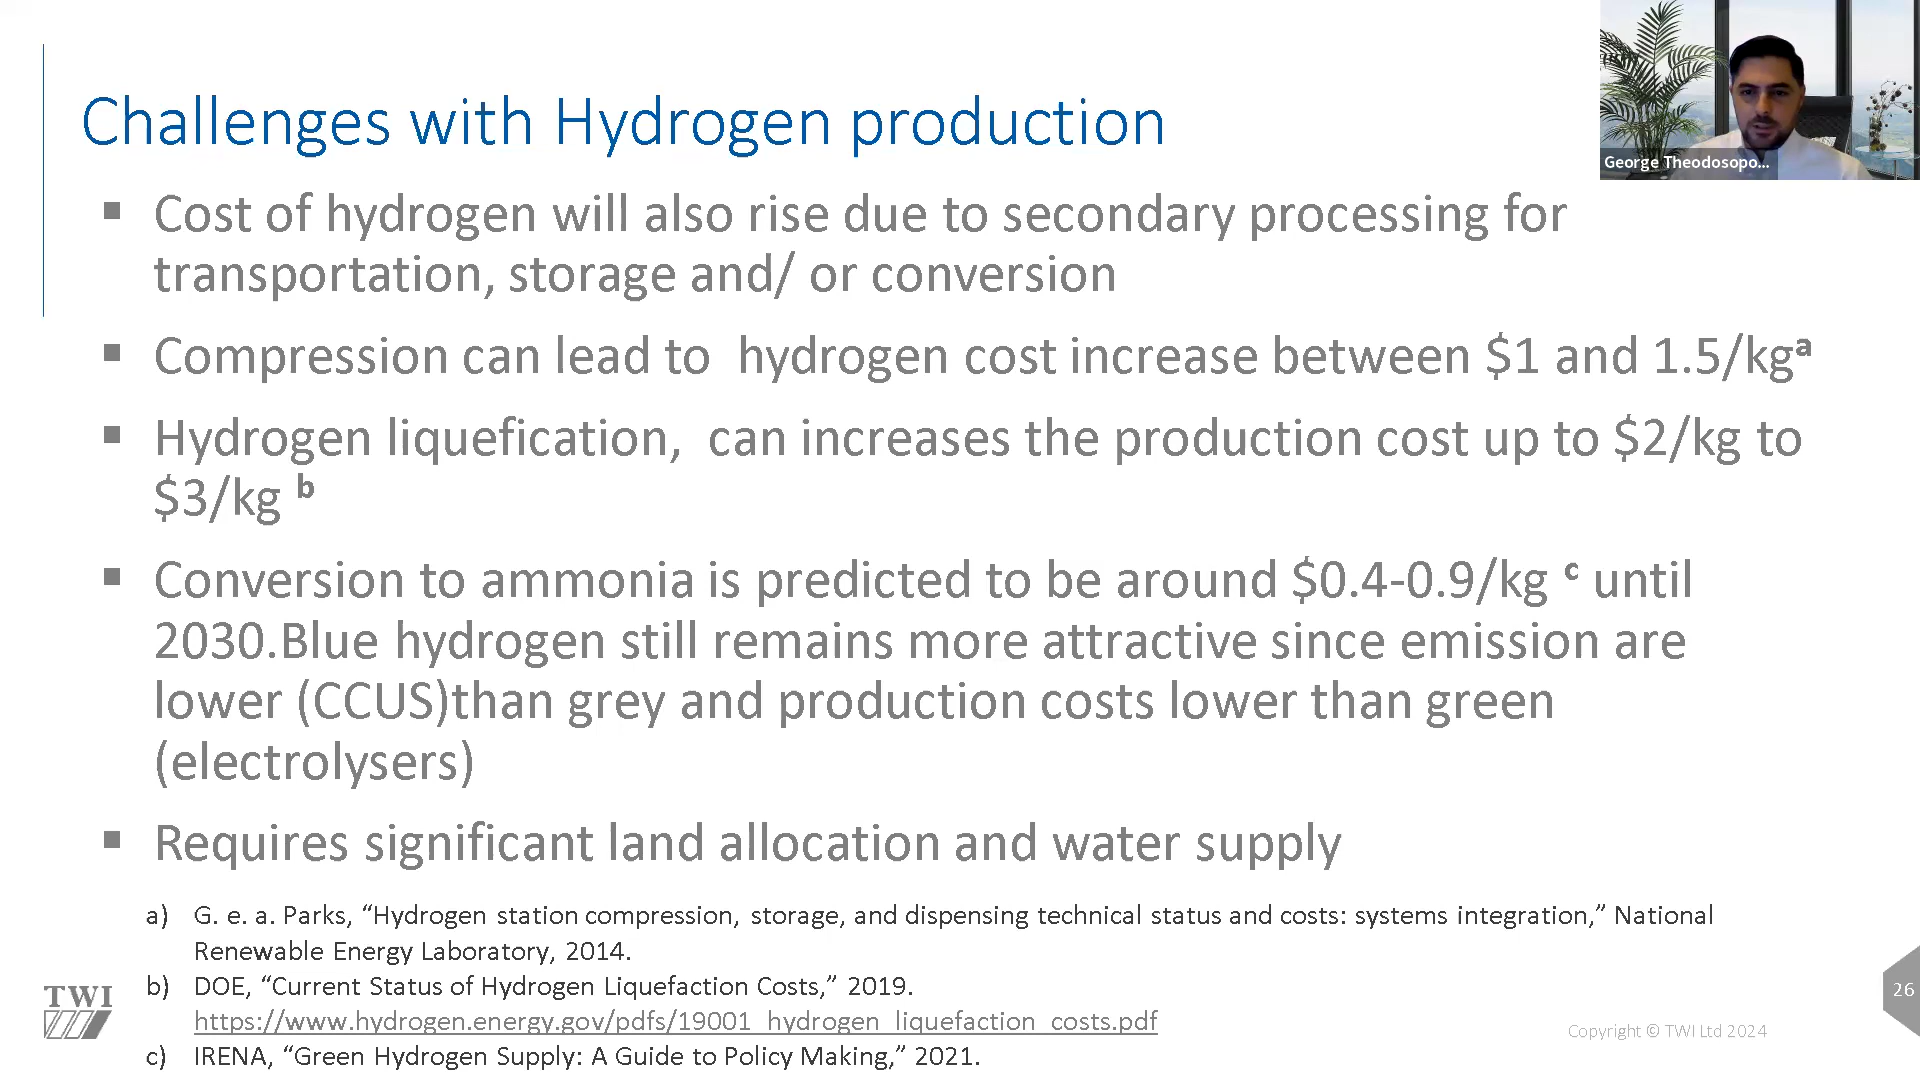 Challenges with Hydrogen production
George Theodosopo...
▪ Cost of hydrogen will also rise due to secondary processing for
transportation, storage and/ or conversion
▪ Compression can lead to  hydrogen cost increase between $1 and 1.5/kgᵃ
▪ Hydrogen liquefication,  can increases the production cost up to $2/kg to
$3/kg ᵇ
▪ Conversion to ammonia is predicted to be around $0.4-0.9/kg ᶜ until
2030.Blue hydrogen still remains more attractive since emission are
lower (CCUS)than grey and production costs lower than green
(electrolysers)
▪ Requires significant land allocation and water supply
a) G. e. a. Parks, “Hydrogen station compression, storage, and dispensing technical status and costs: systems integration,” National
Renewable Energy Laboratory, 2014.
b) DOE, “Current Status of Hydrogen Liquefaction Costs,” 2019.
https://www.hydrogen.energy.gov/pdfs/19001_hydrogen_liquefaction_costs.pdf
c) IRENA, “Green Hydrogen Supply: A Guide to Policy Making,” 2021.
TWI
26
Copyright © TWI Ltd 2024